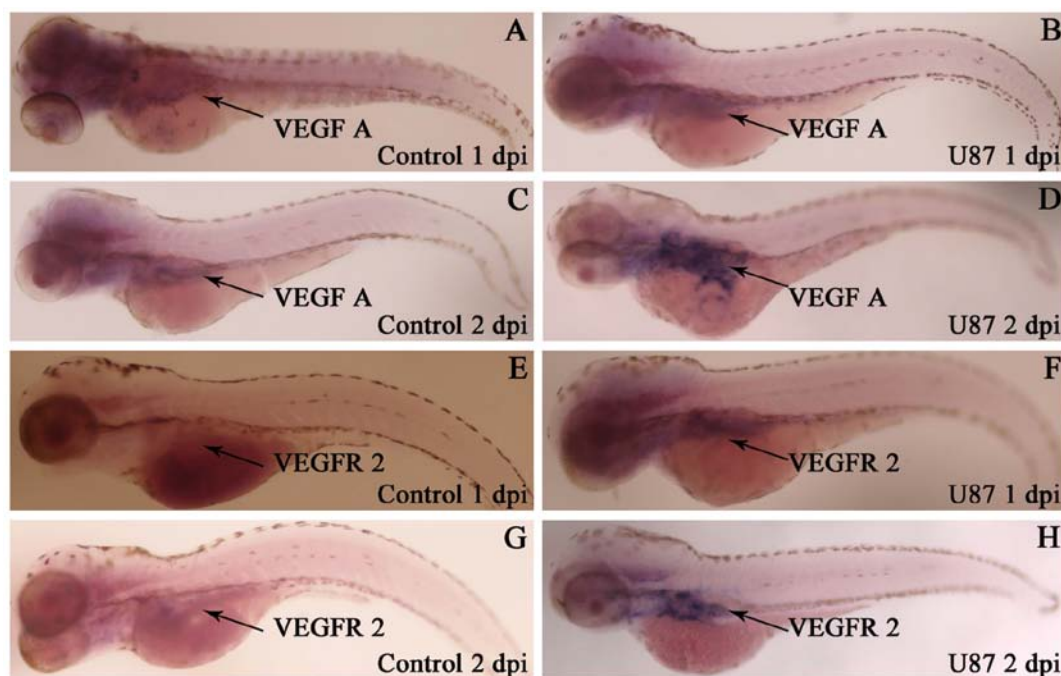 A
VEGF A
Control 1 dpi
B
VEGF A
U87 1 dpi
C
VEGF A
Control 2 dpi
D
VEGF A
U87 2 dpi
E
VEGFR 2
Control 1 dpi
F
VEGFR 2
U87 1 dpi
G
VEGFR 2
Control 2 dpi
H
VEGFR 2
U87 2 dpi